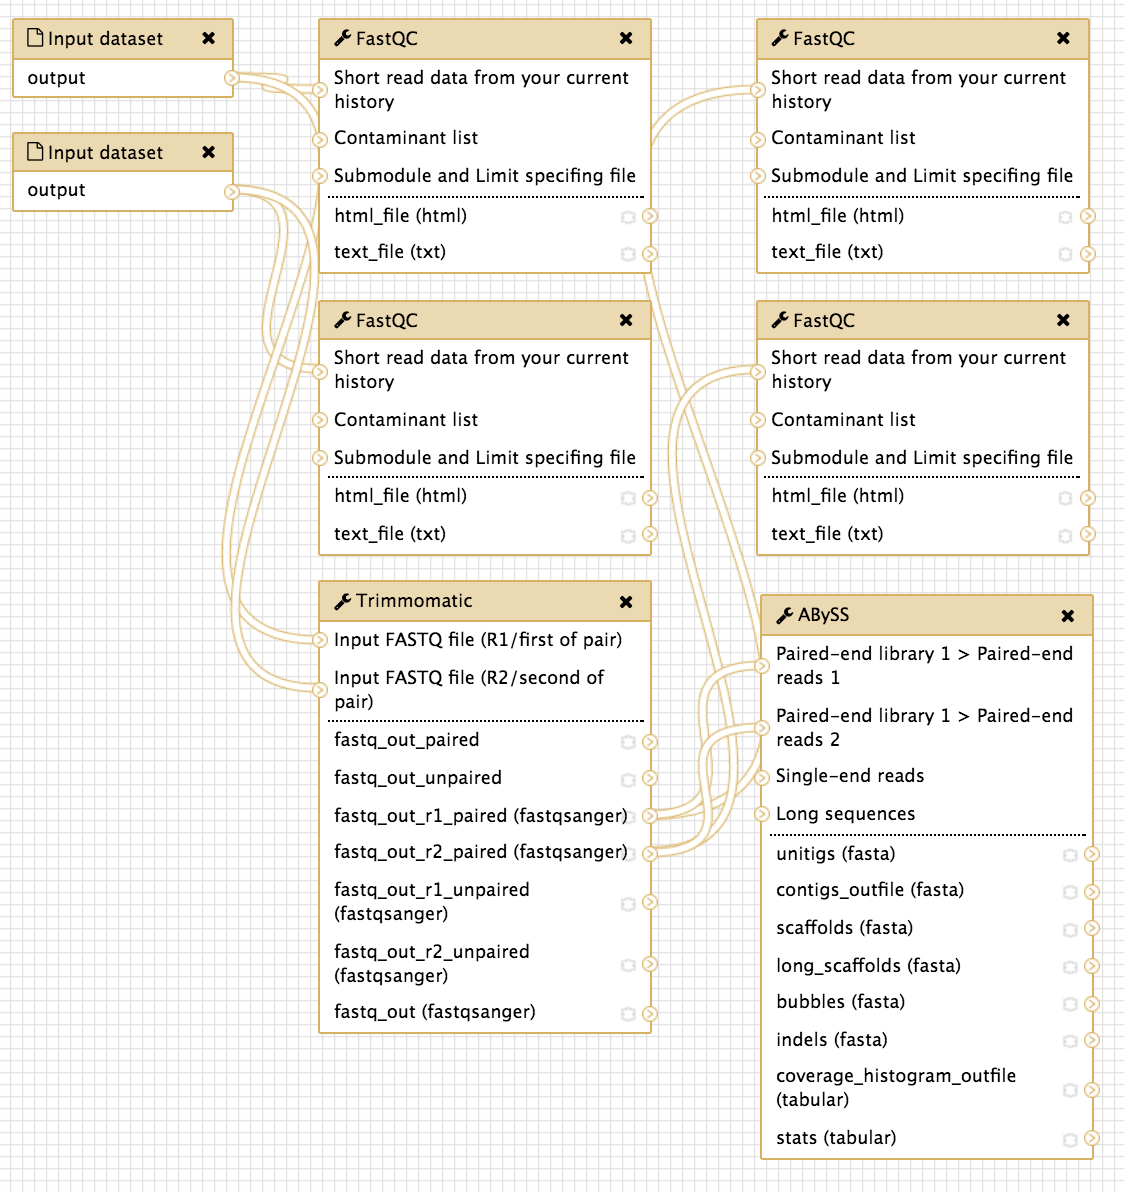 Input dataset
output
Input dataset
output
FastQC
Short read data from your current
history
Contaminant list
Submodule and Limit specifing file
html_file (html)
text_file (txt)
FastQC
Short read data from your current
history
Contaminant list
Submodule and Limit specifing file
html_file (html)
text_file (txt)
Trimmomatic
Input FASTQ file (R1/first of pair)
Input FASTQ file (R2/second of
pair)
fastq_out_paired
fastq_out_unpaired
fastq_out_r1_paired (fastqsanger)
fastq_out_r2_paired (fastqsanger)
fastq_out_r1_unpaired
(fastqsanger)
fastq_out_r2_unpaired
(fastqsanger)
fastq_out (fastqsanger)
FastQC
Short read data from your current
history
Contaminant list
Submodule and Limit specifing file
html_file (html)
text_file (txt)
FastQC
Short read data from your current
history
Contaminant list
Submodule and Limit specifing file
html_file (html)
text_file (txt)
ABySS
Paired-end library 1 > Paired-end
reads 1
Paired-end library 1 > Paired-end
reads 2
Single-end reads
Long sequences
unitigs (fasta)
contigs_outfile (fasta)
scaffolds (fasta)
long_scaffolds (fasta)
bubbles (fasta)
indels (fasta)
coverage_histogram_outfile
(tabular)
stats (tabular)